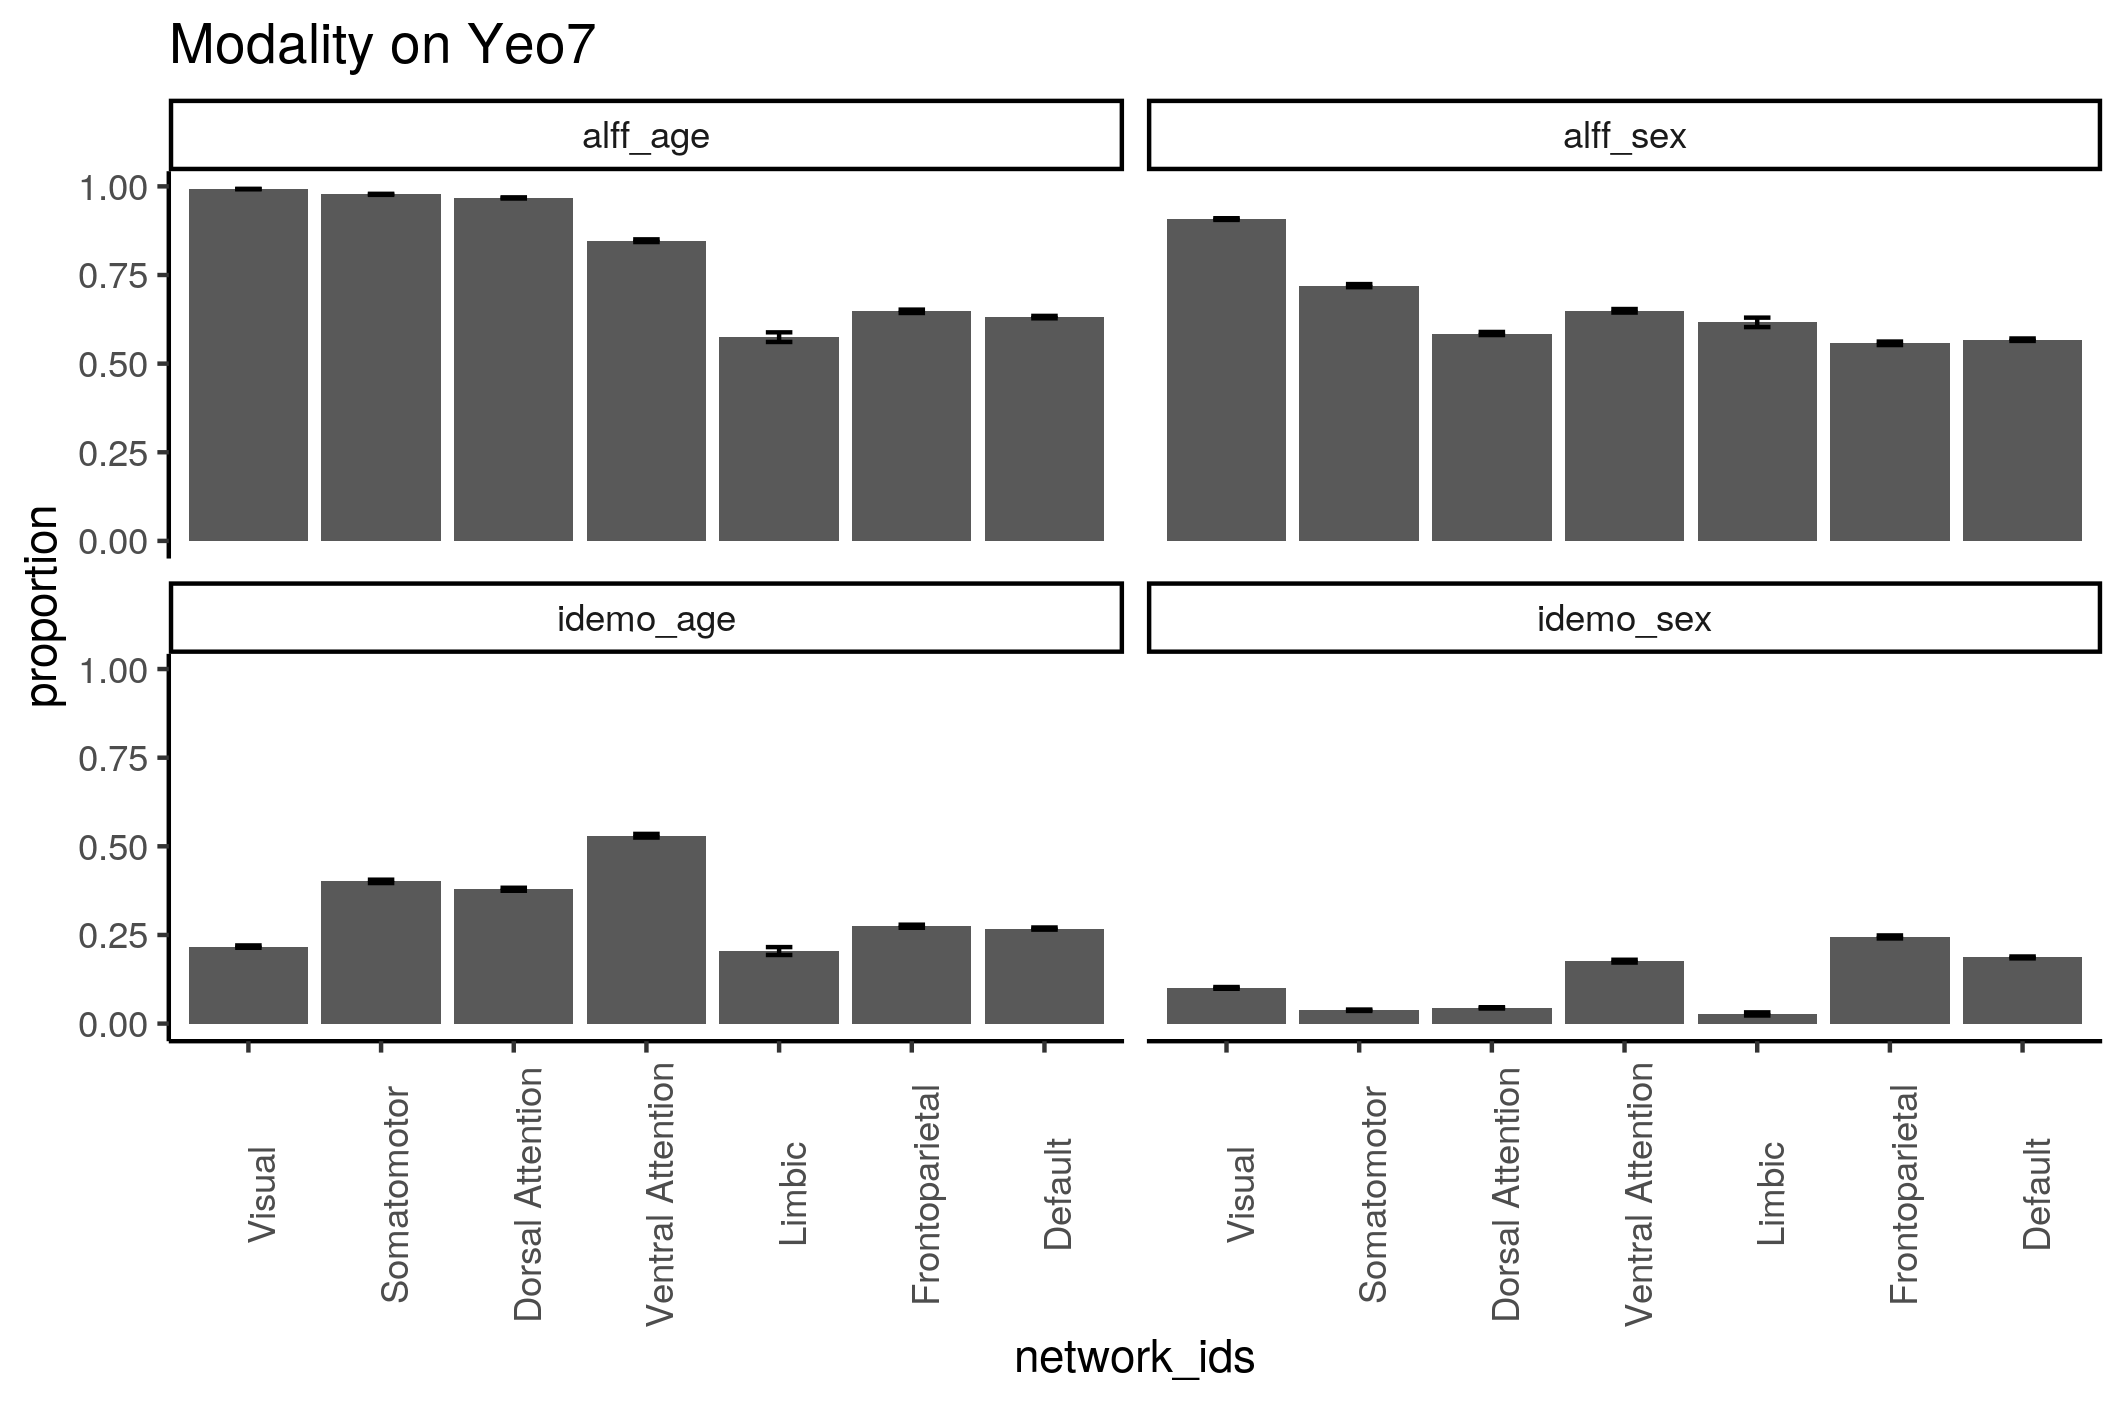 Modality on Yeo7
alff_age
alff_sex
1.00
0.75
0.50
0.25
0.00
idemo_age
idemo_sex
1.00
0.75
0.50
0.25
0.00
proportion
Visual
Somatomotor
Dorsal Attention
Ventral Attention
Limbic
Frontoparietal
Default
Visual
Somatomotor
Dorsal Attention
Ventral Attention
Limbic
Frontoparietal
Default
network_ids